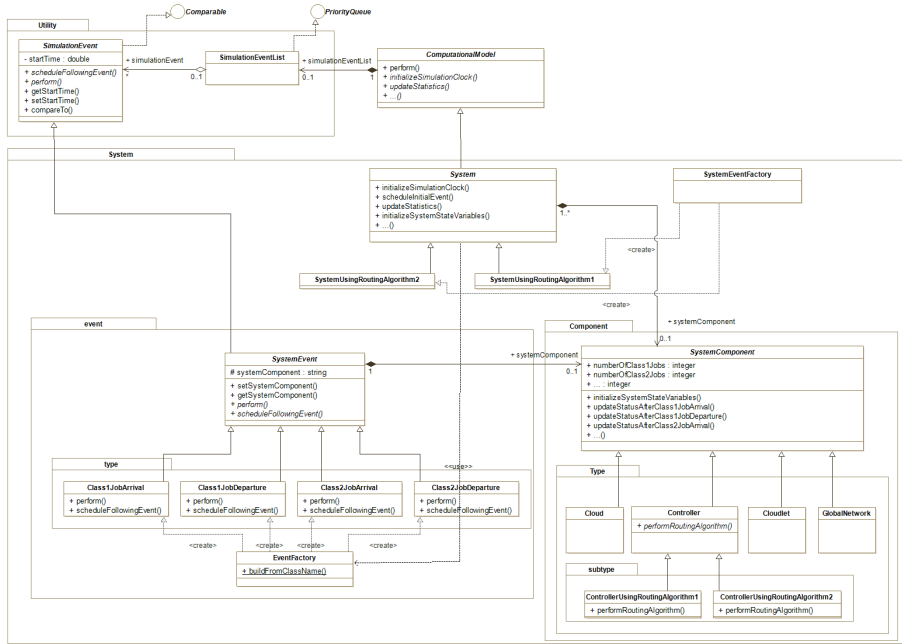 Comparable
PriorityQueue
Utility
SimulationEvent
- startTime : double
+ scheduleFollowingEvent()
+ perform()
+ getStartTime()
+ setStartTime()
+ compareTo()
+ simulationEvent
*
0..1
SimulationEventList
+ simulationEventList
0..1
1
ComputationalModel
+ perform()
+ initializeSimulationClock()
+ updateStatistics()
+ ...()
System
System
+ initializeSimulationClock()
+ scheduleInitialEvent()
+ updateStatistics()
+ initializeSystemStateVariables()
+ ...()
1..*
SystemEventFactory
<create>
SystemUsingRoutingAlgorithm2
SystemUsingRoutingAlgorithm1
<create>
event
+ systemComponent
0..1
Component
SystemEvent
# systemComponent : string
+ setSystemComponent()
+ getSystemComponent()
+ perform()
+ scheduleFollowingEvent()
1
+ systemComponent
0..1
SystemComponent
+ numberOfClass1Jobs : integer
+ numberOfClass2Jobs : integer
+ ... : integer
+ initializeSystemStateVariables()
+ updateStatusAfterClass1JobArrival()
+ updateStatusAfterClass1JobDeparture()
+ updateStatusAfterClass2JobArrival()
+ ...()
type
<<use>>
Class1JobArrival
+ perform()
+ scheduleFollowingEvent()
Class1JobDeparture
+ perform()
+ scheduleFollowingEvent()
Class2JobArrival
+ perform()
+ scheduleFollowingEvent()
Class2JobDeparture
+ perform()
+ scheduleFollowingEvent()
<create>
<create>
<create>
<create>
EventFactory
+ buildFromClassName()
Type
Cloud
Controller
+ performRoutingAlgorithm()
Cloudlet
GlobalNetwork
subtype
ControllerUsingRoutingAlgorithm1
+ performRoutingAlgorithm()
ControllerUsingRoutingAlgorithm2
+ performRoutingAlgorithm()